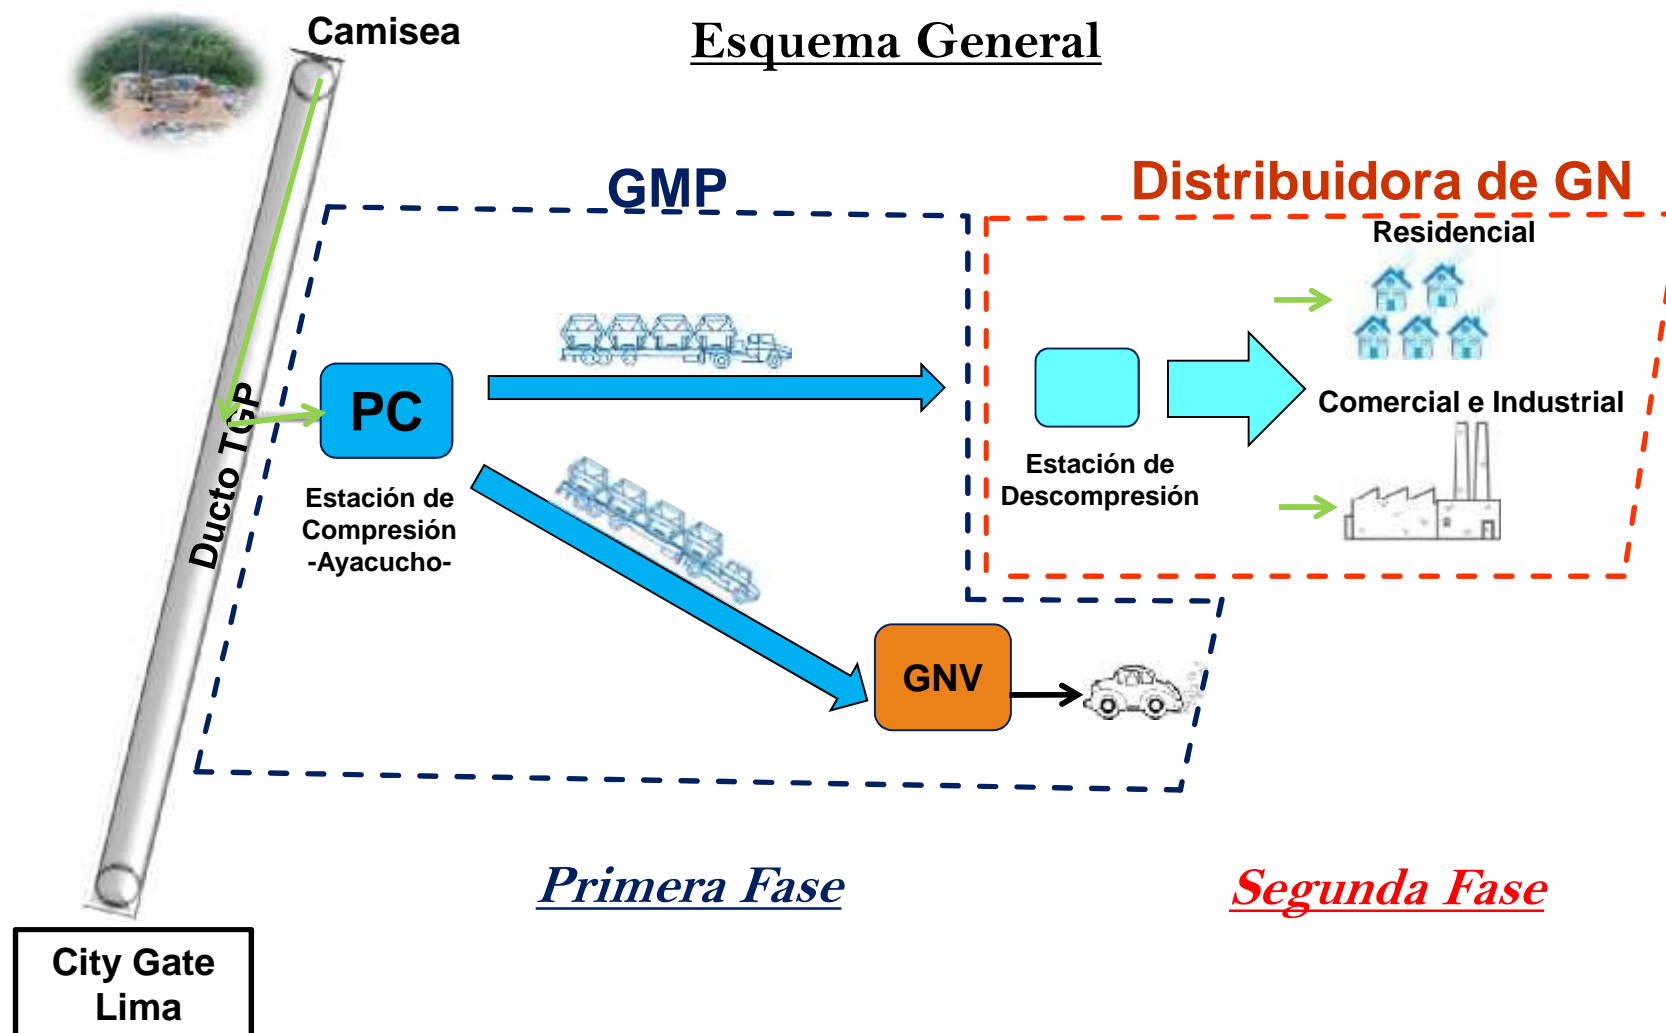 Camisea
Esquema General
GMP
Distribuidora de GN
Residencial
Ducto TGP
PC
Comercial e Industrial
Estación de
Compresión
-Ayacucho-
Estación de
Descompresión
GNV
Primera Fase
Segunda Fase
City Gate
Lima